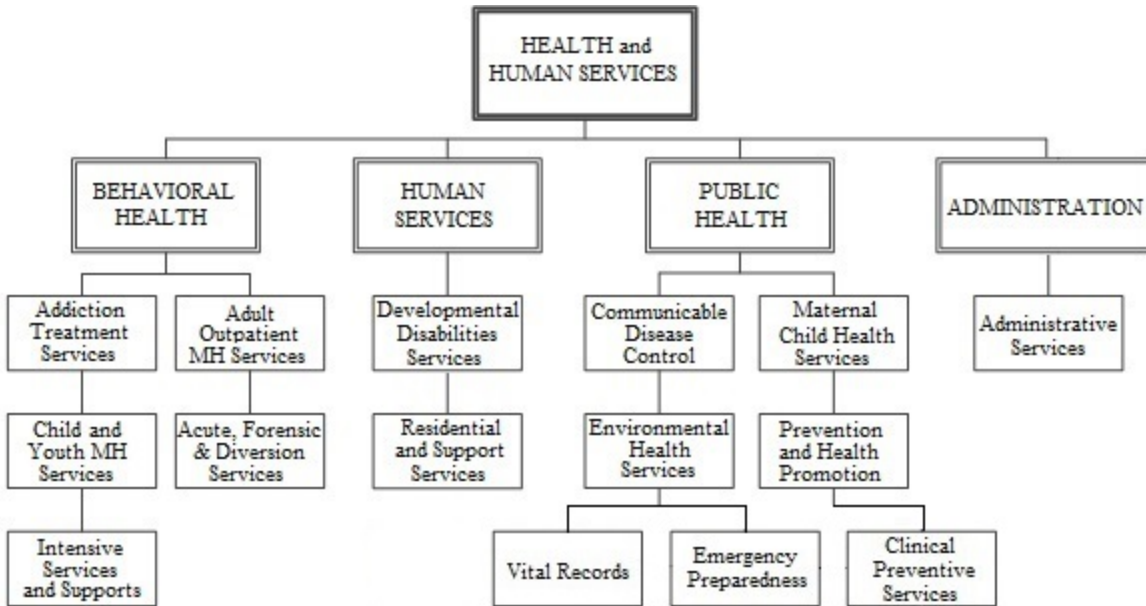 HEALTH and
HUMAN SERVICES
BEHAVIORAL
HEALTH
HUMAN
SERVICES
PUBLIC
HEALTH
ADMINISTRATION
Addiction
Treatment
Services
Adult
Outpatient
MH Services
Developmental
Disabilities
Services
Communicable
Disease
Control
Maternal
Child Health
Services
Administrative
Services
Child and
Youth MH
Services
Acute, Forensic
& Diversion
Services
Residential
and Support
Services
Environmental
Health
Services
Prevention
and Health
Promotion
Intensive
Services
and Supports
Vital Records
Emergency
Preparedness
Clinical
Preventive
Services